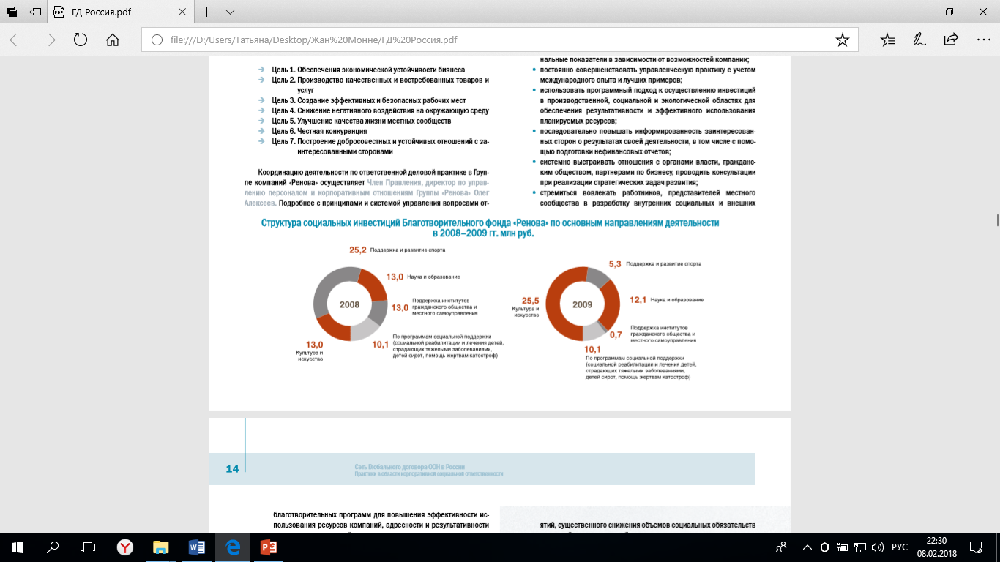 ГД Россия.pdf
file:///D:/Users/Татьяна/Desktop/Жан%20Монне/ГД%20Россия.pdf
Цель 1. Обеспечения экономической устойчивости бизнеса
Цель 2. Производство качественных и востребованных товаров и
услуг
Цель 3. Создание эффективных и безопасных рабочих мест
Цель 4. Снижение негативного воздействия на окружающую среду
Цель 5. Улучшение качества жизни местных сообществ
Цель 6. Честная конкуренция
Цель 7. Построение добросовестных и устойчивых отношений с за-
интересованными сторонами
Координацию деятельности по ответственной деловой практике в Груп-
пе компаний «Ренова» осуществляет Член Правления, директор по управ-
лению персоналом и корпоративным отношениям Группы «Ренова» Олег
Алексеев. Подробнее с принципами и системой управления вопросами от-
нальные показатели в зависимости от возможностей компании;
• постоянно совершенствовать управленческую практику с учетом
международного опыта и лучших примеров;
• использовать программный подход к осуществлению инвестиций
в производственной, социальной и экологической областях для
обеспечения результативности и эффективного использования
планируемых ресурсов;
• последовательно повышать информированность заинтересован-
ных сторон о результатах своей деятельности, в том числе с помо-
щью подготовки нефинансовых отчетов;
• системно выстраивать отношения с органами власти, гражданс-
ким обществом, партнерами по бизнесу, проводить консультации
при реализации стратегических задач развития;
• стремиться вовлекать работников, представителей местного
сообщества в разработку внутренних социальных и внешних
Структура социальных инвестиций Благотворительного фонда «Ренова» по основным направлениям деятельности
в 2008–2009 гг. млн руб.
25,2 Поддержка и развитие спорта
13,0 Наука и образование
2008
13,0 Поддержка институтов
гражданского общества и
местного самоуправления
10,1 По программам социальной поддержки
(социальной реабилитации и лечения детей,
страдающих тяжелыми заболеваниями,
детей сирот, помощь жертвам катастроф)
13,0
Культура и
искусство
5,3 Поддержка и развитие спорта
25,5
Культура и
искусство
2009
12,1 Наука и образование
0,7 Поддержка институтов
гражданского общества и
местного самоуправления
10,1
По программам социальной поддержки
(социальной реабилитации и лечения детей,
страдающих тяжелыми заболеваниями,
детей сирот, помощь жертвам катастроф)
14
Сеть Глобального договора ООН в России
Практики в области корпоративной социальной ответственности
благотворительных программ для повышения эффективности ис-
пользования ресурсов компаний, адресности и результативности
ятий, существенного снижения объемов социальных обязательств
РУС
22:30
08.02.2018